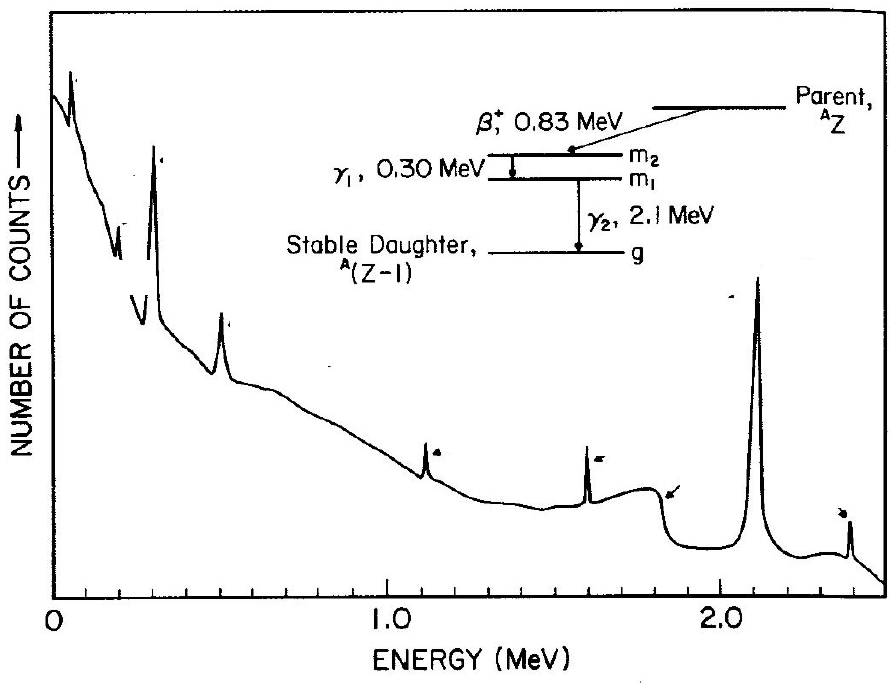 Parent,
ᴬZ
β⁺, 0.83 MeV
m₂
γ₁, 0.30 MeV
m₁
γ₂, 2.1 MeV
Stable Daughter,
ᴬ(Z-1)
g
NUMBER OF COUNTS
0 1.0 2.0
ENERGY (MeV)